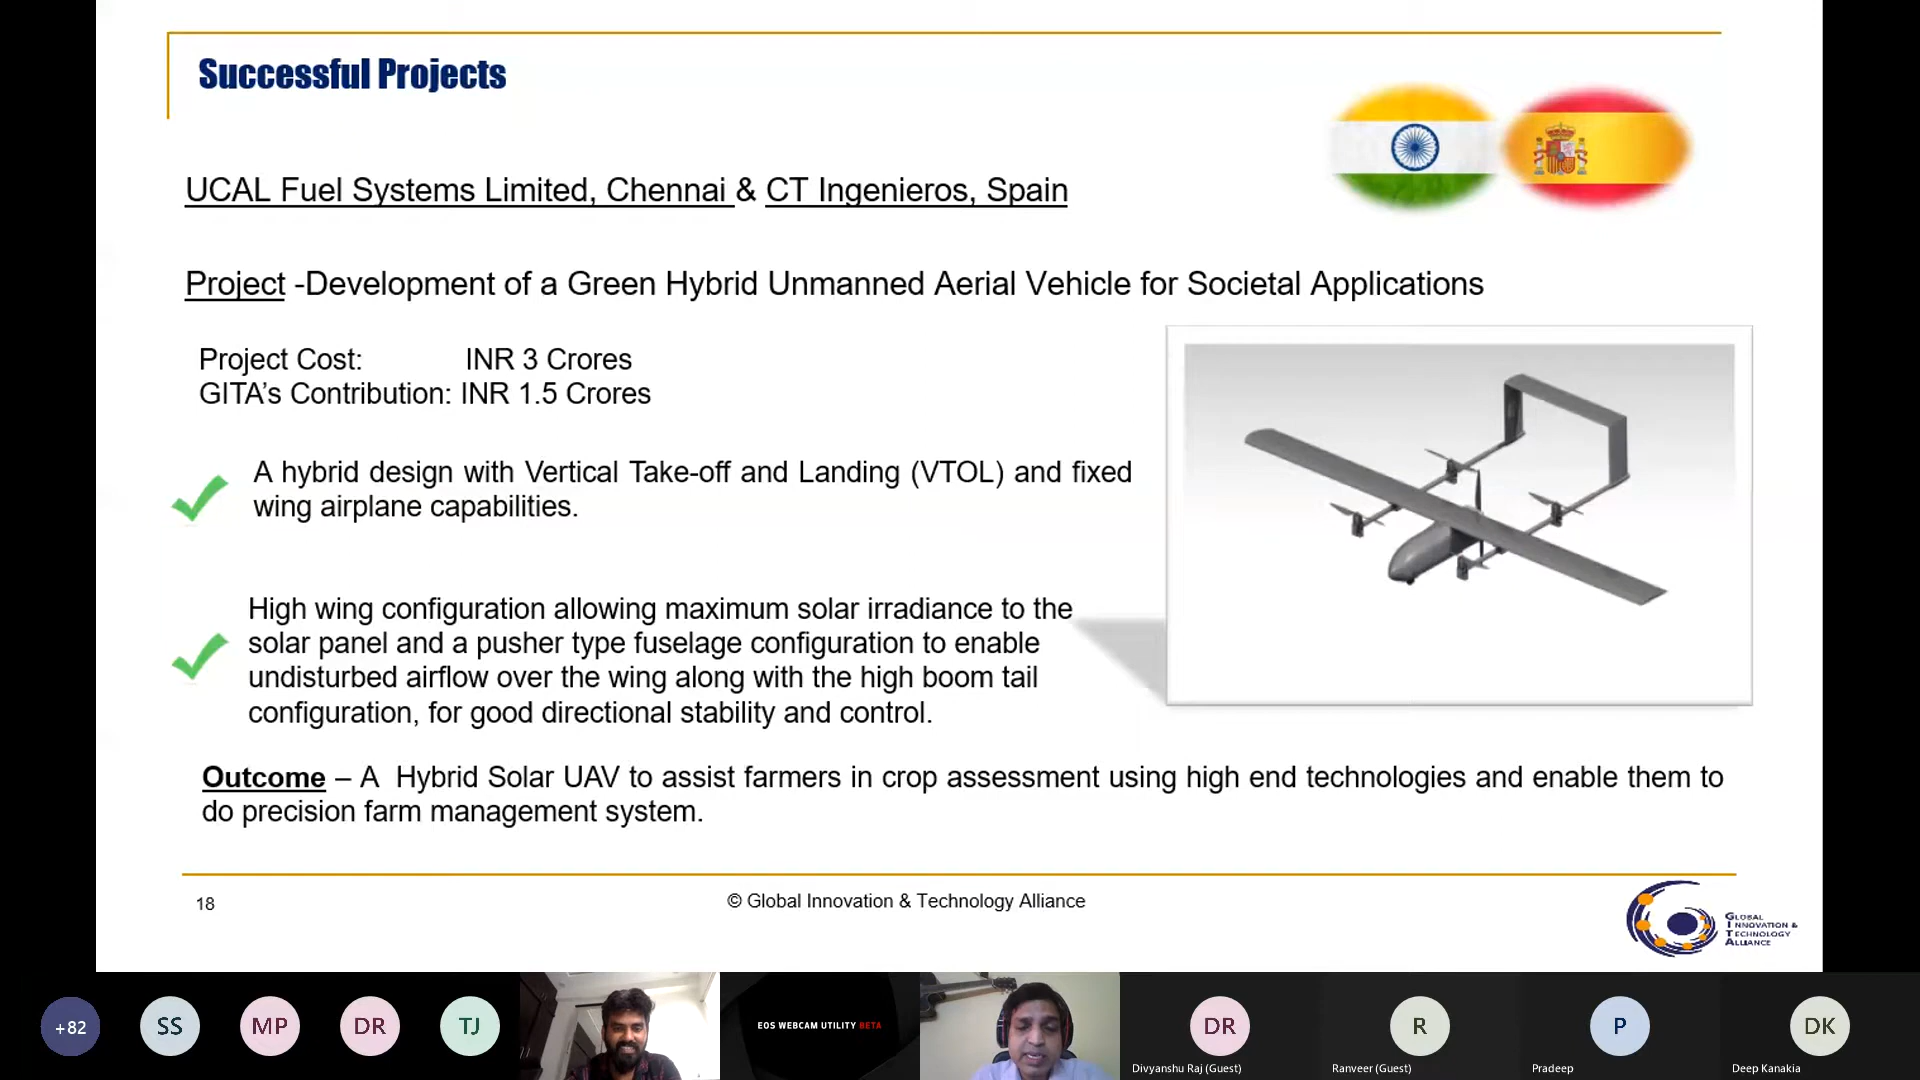 Successful Projects
UCAL Fuel Systems Limited, Chennai & CT Ingenieros, Spain
Project -Development of a Green Hybrid Unmanned Aerial Vehicle for Societal Applications
Project Cost: INR 3 Crores
GITA’s Contribution: INR 1.5 Crores
A hybrid design with Vertical Take-off and Landing (VTOL) and fixed
wing airplane capabilities.
High wing configuration allowing maximum solar irradiance to the
solar panel and a pusher type fuselage configuration to enable
undisturbed airflow over the wing along with the high boom tail
configuration, for good directional stability and control.
Outcome – A Hybrid Solar UAV to assist farmers in crop assessment using high end technologies and enable them to
do precision farm management system.
18
© Global Innovation & Technology Alliance
GLOBAL
INNOVATION &
TECHNOLOGY
ALLIANCE
+82
SS
MP
DR
TJ
EOS WEBCAM UTILITY BETA
DR
R
P
DK
Divyanshu Raj (Guest)
Ranveer (Guest)
Pradeep
Deep Kanakia